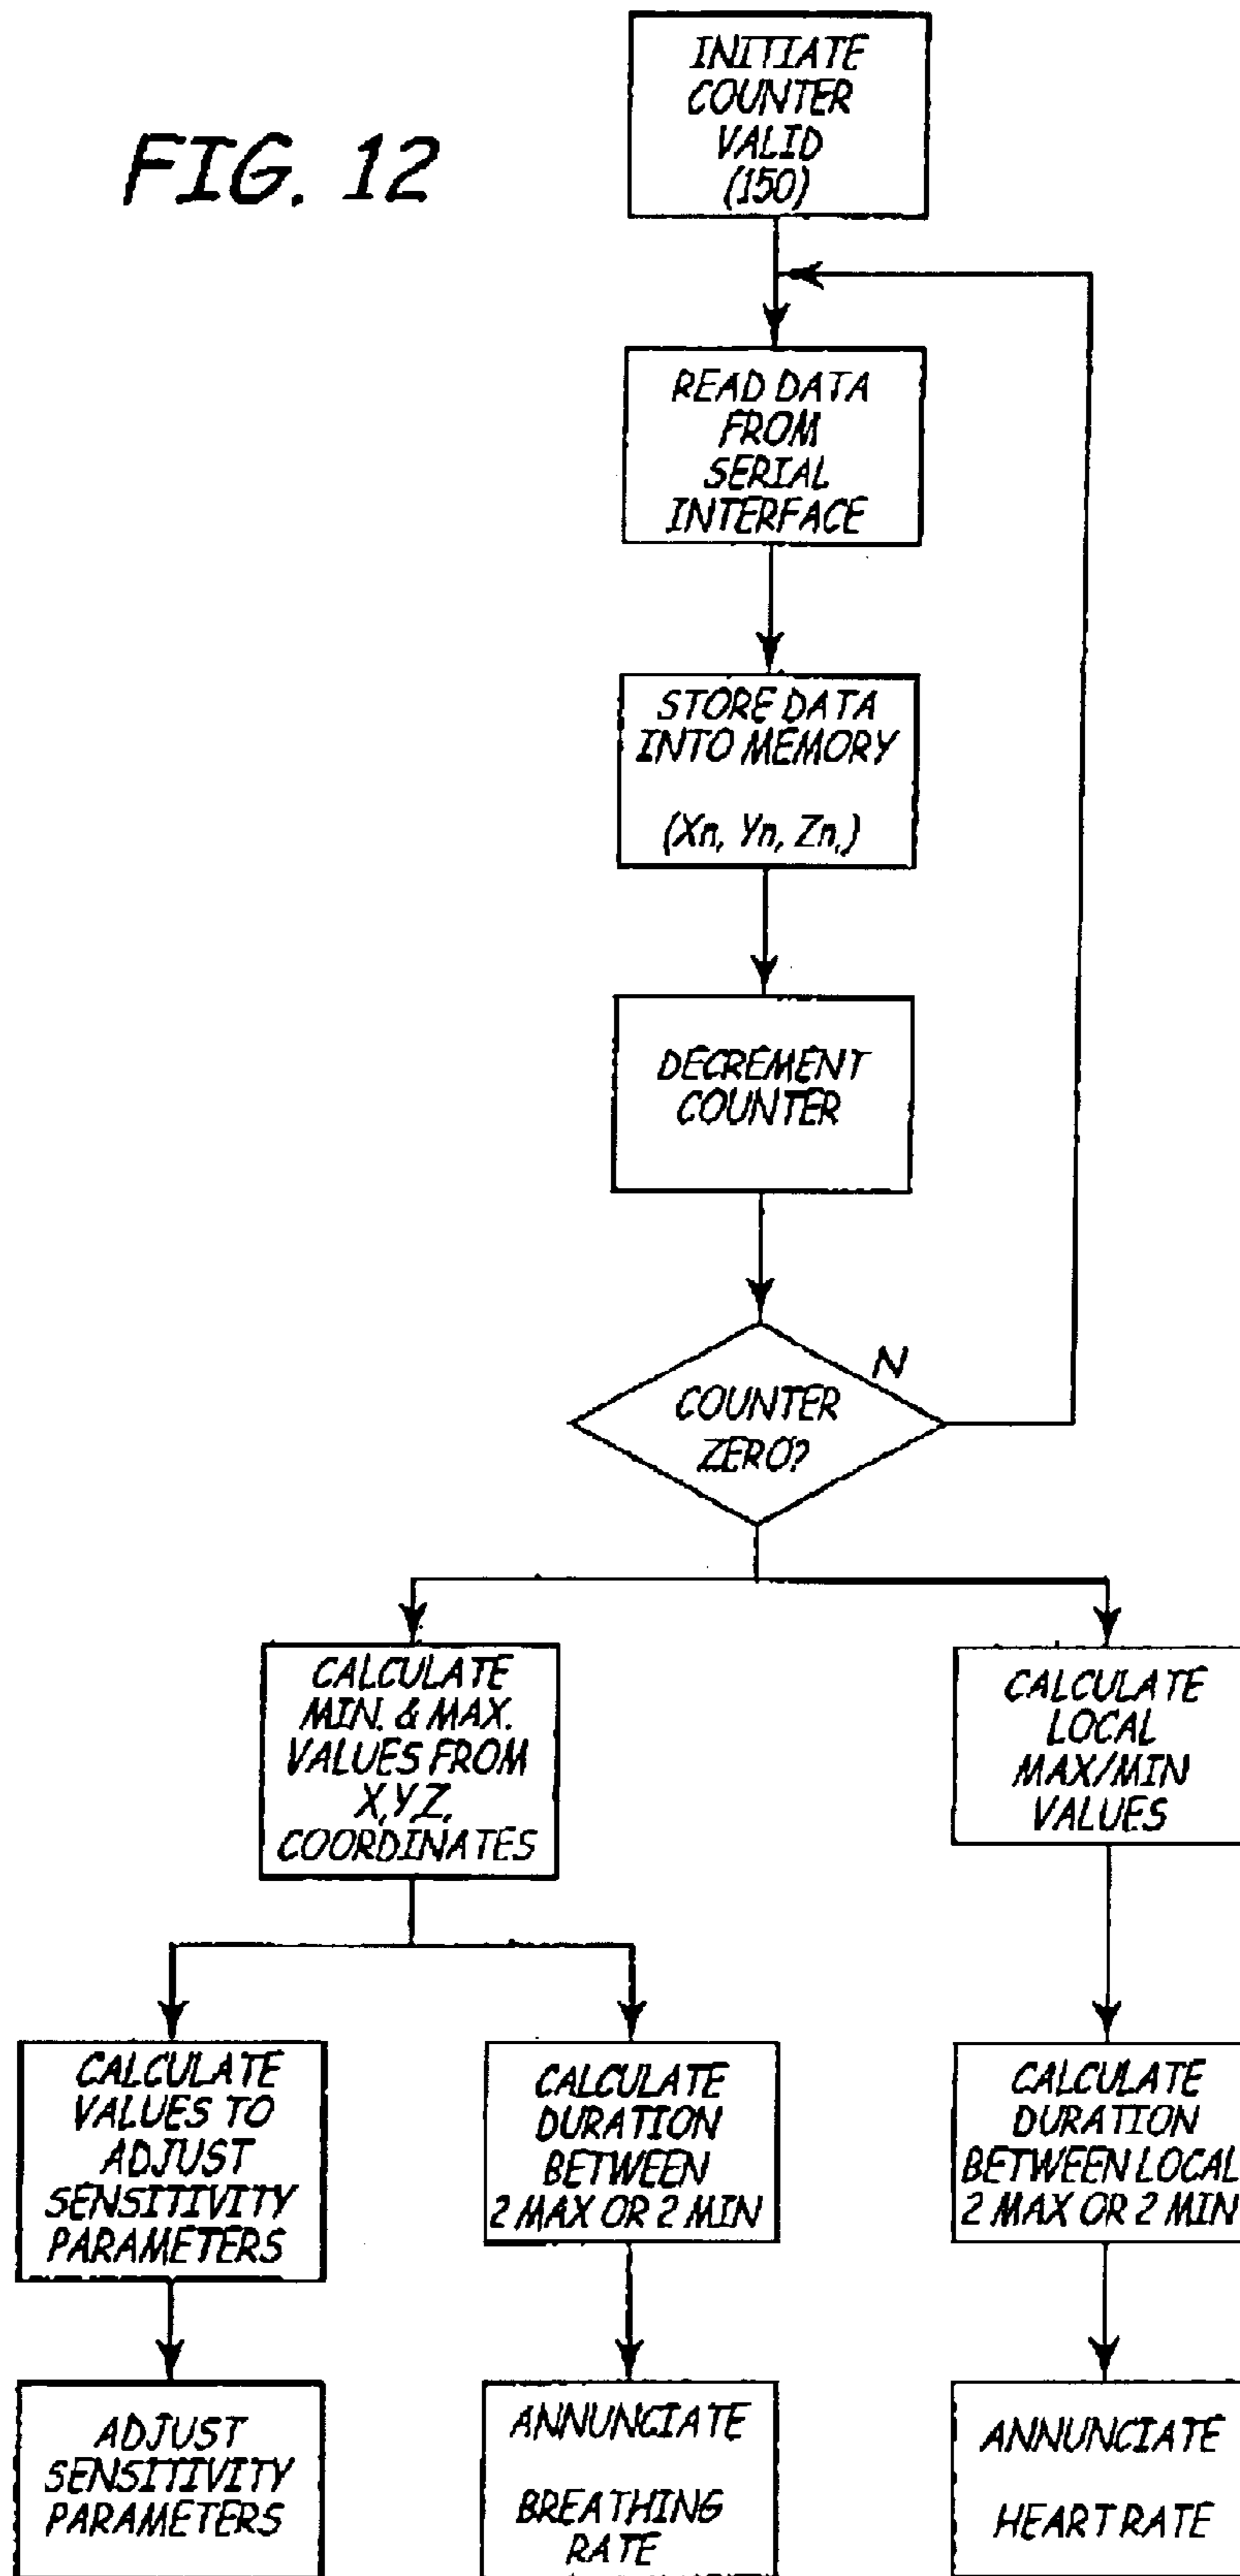 FIG. 12
INITIATE
COUNTER
VALID
(150)
READ DATA
FROM
SERIAL
INTERFACE
STORE DATA
INTO MEMORY
(Xn, Yn, Zn,)
DECREMENT
COUNTER
COUNTER
ZERO?
N
CALCULATE
MIN. & MAX.
VALUES FROM
X,Y,Z,
COORDINATES
CALCULATE
LOCAL
MAX/MIN
VALUES
CALCULATE
VALUES TO
ADJUST
SENSITIVITY
PARAMETERS
CALCULATE
DURATION
BETWEEN
2 MAX OR 2 MIN
CALCULATE
DURATION
BETWEEN LOCAL
2 MAX OR 2 MIN
ADJUST
SENSITIVITY
PARAMETERS
ANNUNCIATE
BREATHING
RATE
ANNUNCIATE
HEART RATE